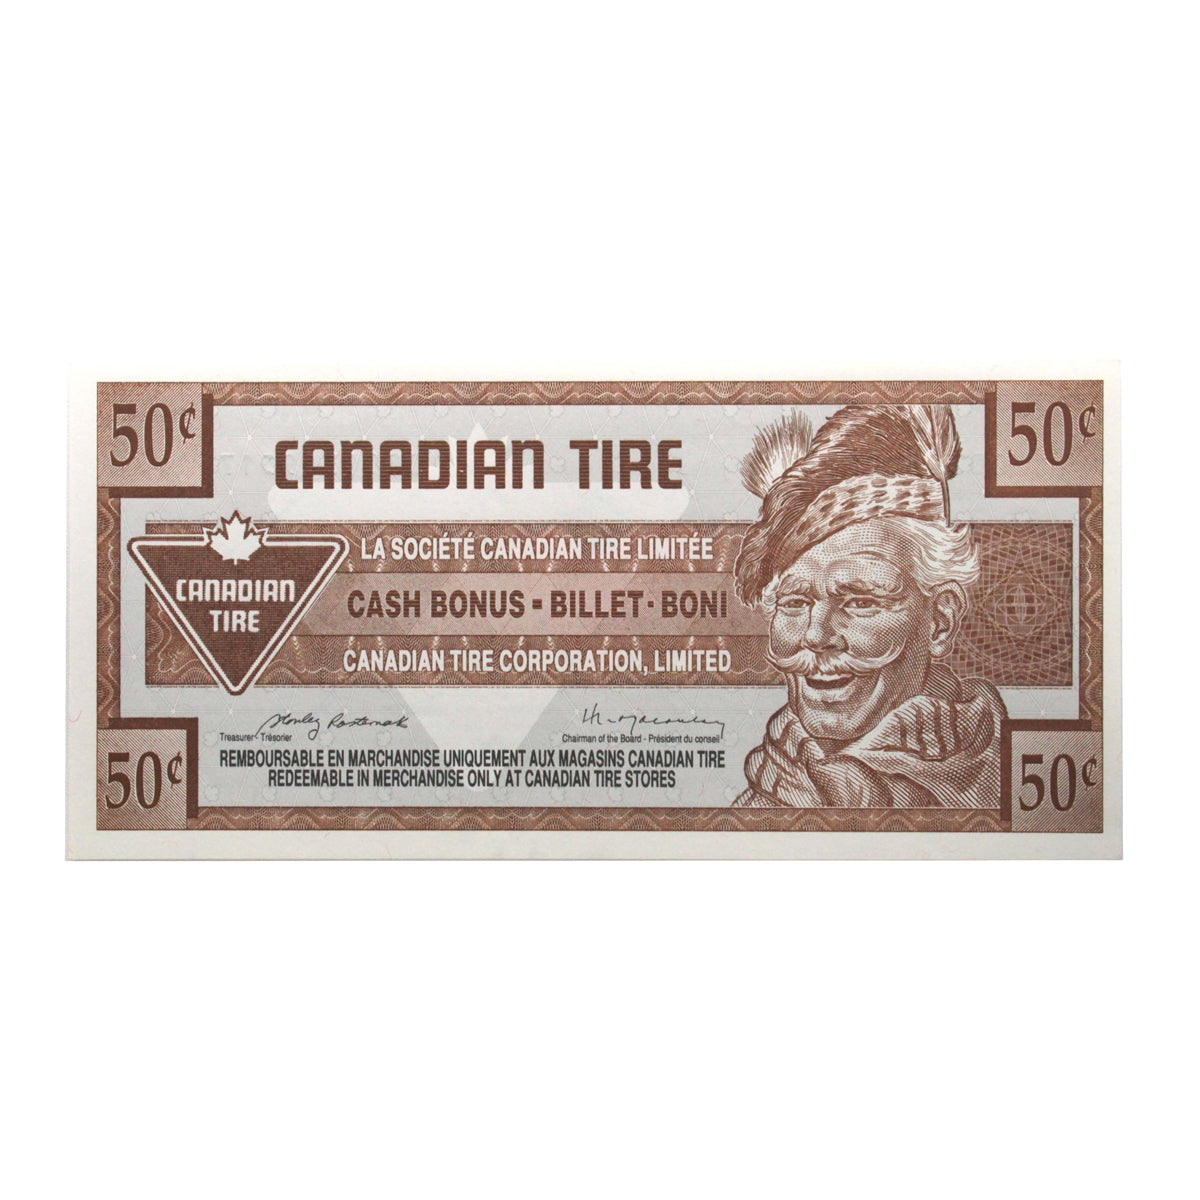 50¢
50¢
CANADIAN TIRE
LA SOCIÉTÉ CANADIAN TIRE LIMITÉE
CANADIAN
TIRE
CASH BONUS - BILLET - BONI
CANADIAN TIRE CORPORATION, LIMITED
Stanley Pasternak
Treasurer - Trésorier
Chairman of the Board - Président du conseil
REMBOURSABLE EN MARCHANDISE UNIQUEMENT AUX MAGASINS CANADIAN TIRE
REDEEMABLE IN MERCHANDISE ONLY AT CANADIAN TIRE STORES
50¢
50¢